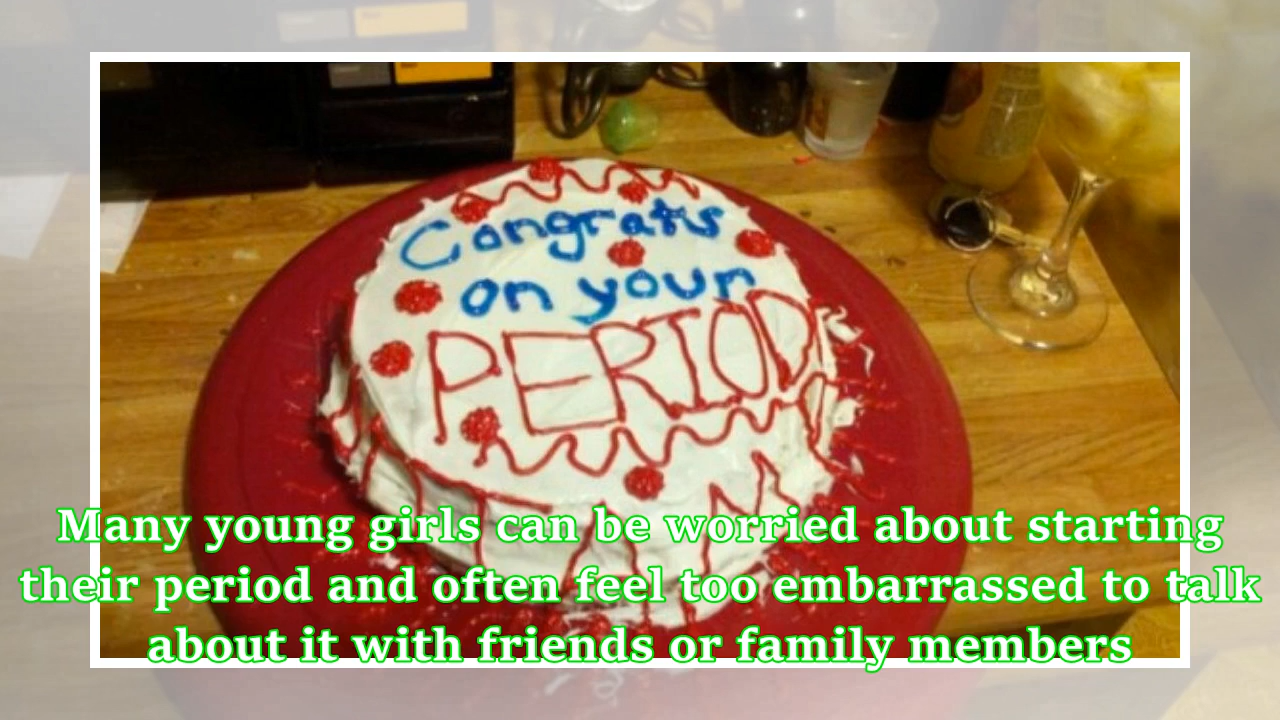 Congrats
on your
PERIOD
Many young girls can be worried about starting
their period and often feel too embarrassed to talk
about it with friends or family members